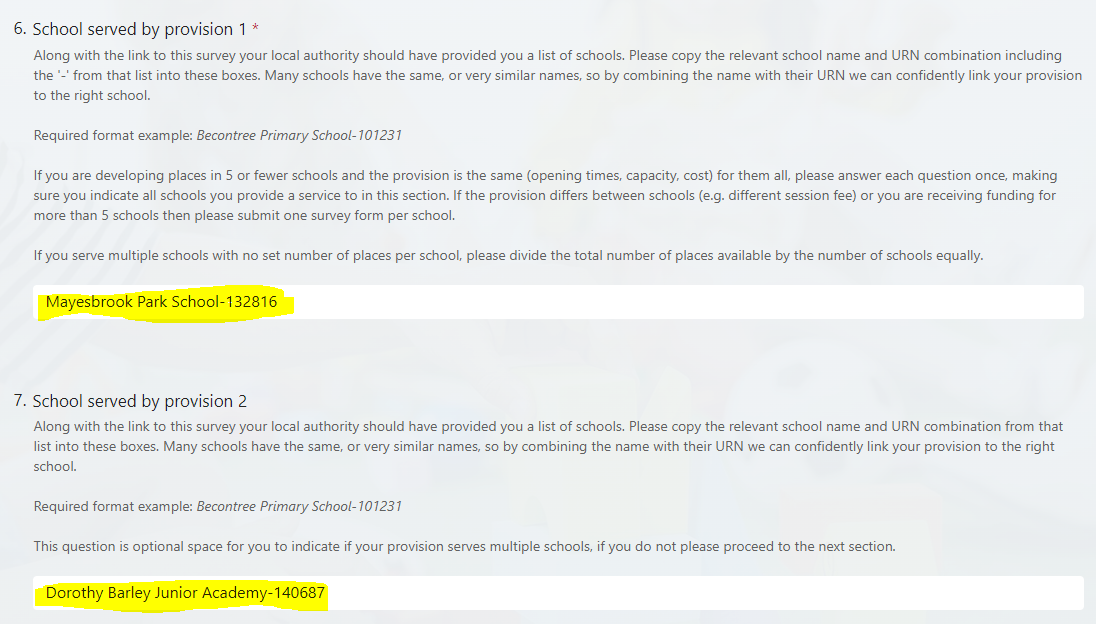 6. School served by provision 1 *
Along with the link to this survey your local authority should have provided you a list of schools. Please copy the relevant school name and URN combination including
the '-' from that list into these boxes. Many schools have the same, or very similar names, so by combining the name with their URN we can confidently link your provision
to the right school.
Required format example: Becontree Primary School-101231
If you are developing places in 5 or fewer schools and the provision is the same (opening times, capacity, cost) for them all, please answer each question once, making
sure you indicate all schools you provide a service to in this section. If the provision differs between schools (e.g. different session fee) or you are receiving funding for
more than 5 schools then please submit one survey form per school.
If you serve multiple schools with no set number of places per school, please divide the total number of places available by the number of schools equally.
Mayesbrook Park School-132816
7. School served by provision 2
Along with the link to this survey your local authority should have provided you a list of schools. Please copy the relevant school name and URN combination from that
list into these boxes. Many schools have the same, or very similar names, so by combining the name with their URN we can confidently link your provision to the right
school.
Required format example: Becontree Primary School-101231
This question is optional space for you to indicate if your provision serves multiple schools, if you do not please proceed to the next section.
Dorothy Barley Junior Academy-140687